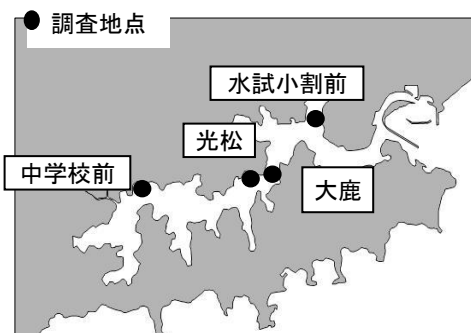 調査地点
水試小割前
光松
中学校前
大鹿